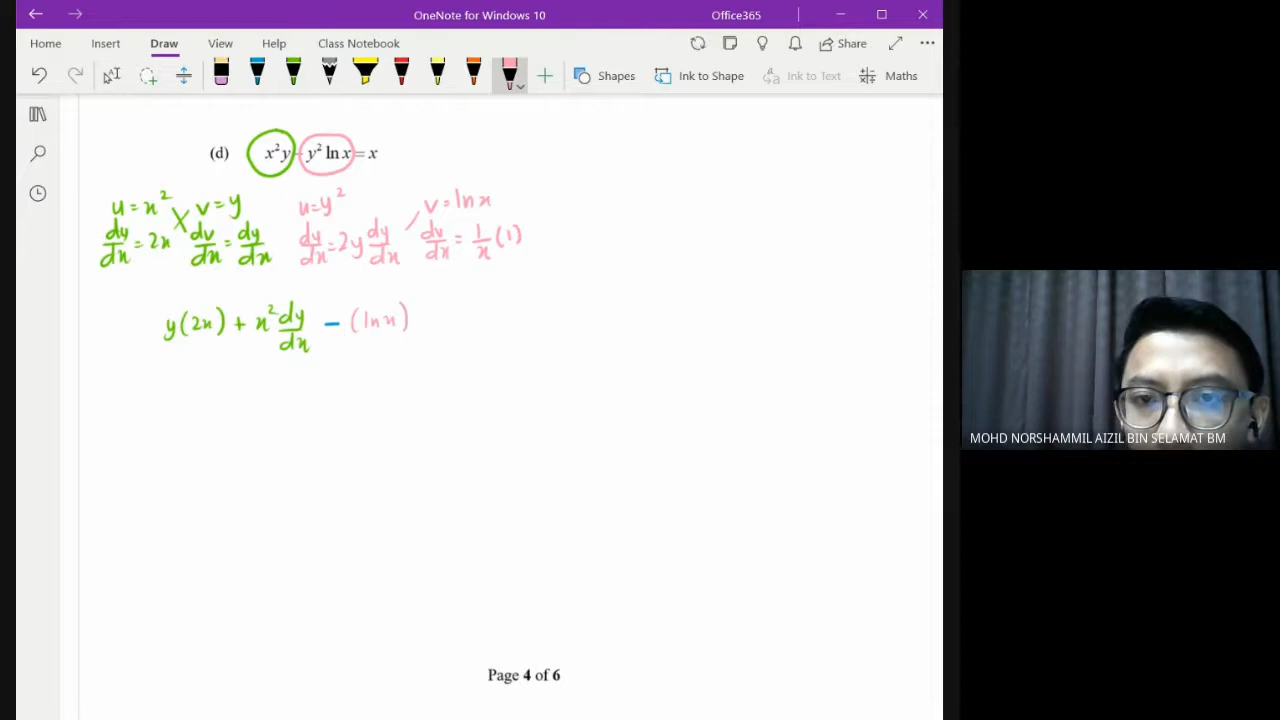 OneNote for Windows 10
Office365
Home Insert Draw View Help Class Notebook Share
Shapes Ink to Shape Ink to Text Maths
(d) x²y - y² ln x = x
u = x² v = y u = y² v = ln x
dy/dx = 2x dv/dx = dy/dx dy/dx = 2y dy/dx dv/dx = 1/x (1)
y(2x) + x² dy/dx - (ln x)
MOHD NORSHAMMIL AIZIL BIN SELAMAT BM
Page 4 of 6